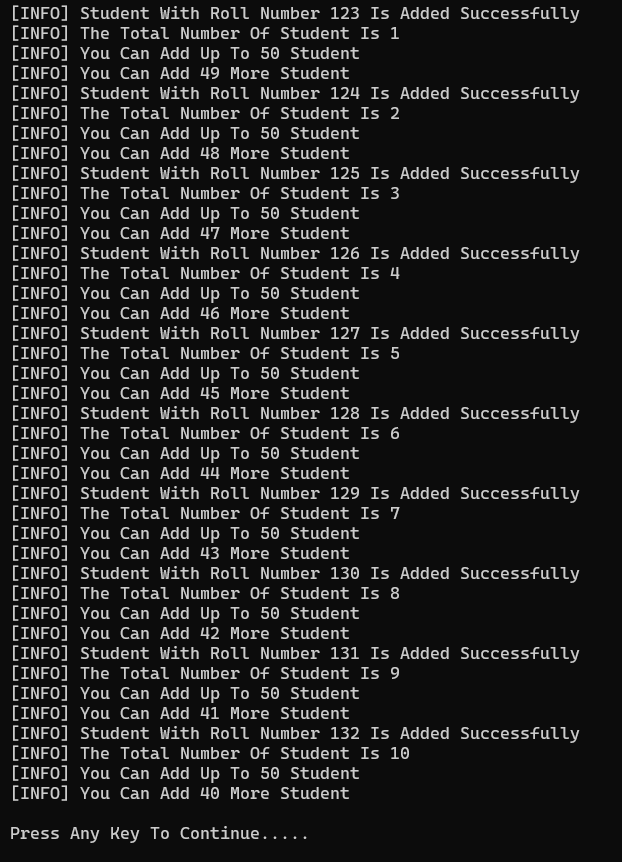 [INFO] Student With Roll Number 123 Is Added Successfully
[INFO] The Total Number Of Student Is 1
[INFO] You Can Add Up To 50 Student
[INFO] You Can Add 49 More Student
[INFO] Student With Roll Number 124 Is Added Successfully
[INFO] The Total Number Of Student Is 2
[INFO] You Can Add Up To 50 Student
[INFO] You Can Add 48 More Student
[INFO] Student With Roll Number 125 Is Added Successfully
[INFO] The Total Number Of Student Is 3
[INFO] You Can Add Up To 50 Student
[INFO] You Can Add 47 More Student
[INFO] Student With Roll Number 126 Is Added Successfully
[INFO] The Total Number Of Student Is 4
[INFO] You Can Add Up To 50 Student
[INFO] You Can Add 46 More Student
[INFO] Student With Roll Number 127 Is Added Successfully
[INFO] The Total Number Of Student Is 5
[INFO] You Can Add Up To 50 Student
[INFO] You Can Add 45 More Student
[INFO] Student With Roll Number 128 Is Added Successfully
[INFO] The Total Number Of Student Is 6
[INFO] You Can Add Up To 50 Student
[INFO] You Can Add 44 More Student
[INFO] Student With Roll Number 129 Is Added Successfully
[INFO] The Total Number Of Student Is 7
[INFO] You Can Add Up To 50 Student
[INFO] You Can Add 43 More Student
[INFO] Student With Roll Number 130 Is Added Successfully
[INFO] The Total Number Of Student Is 8
[INFO] You Can Add Up To 50 Student
[INFO] You Can Add 42 More Student
[INFO] Student With Roll Number 131 Is Added Successfully
[INFO] The Total Number Of Student Is 9
[INFO] You Can Add Up To 50 Student
[INFO] You Can Add 41 More Student
[INFO] Student With Roll Number 132 Is Added Successfully
[INFO] The Total Number Of Student Is 10
[INFO] You Can Add Up To 50 Student
[INFO] You Can Add 40 More Student
Press Any Key To Continue.....